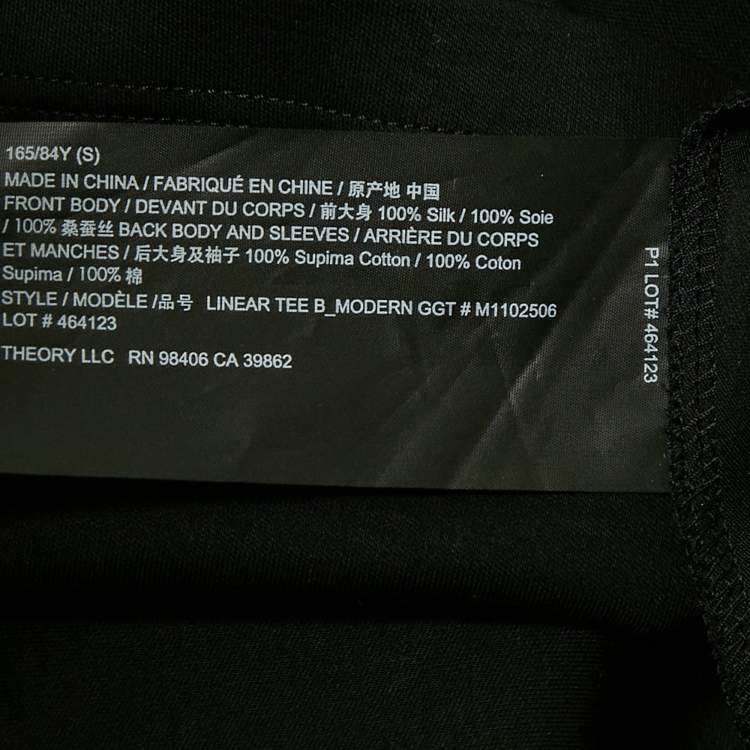 165/84Y (S)
MADE IN CHINA / FABRIQUÉ EN CHINE / 原产地 中国
FRONT BODY / DEVANT DU CORPS / 前大身 100% Silk / 100% Soie
/ 100% 桑蚕丝 BACK BODY AND SLEEVES / ARRIÈRE DU CORPS
ET MANCHES / 后大身及袖子 100% Supima Cotton / 100% Coton
Supima / 100% 棉
STYLE / MODÈLE /品号 LINEAR TEE B_MODERN GGT # M1102506
LOT # 464123
THEORY LLC RN 98406 CA 39862
P1 LOT# 464123